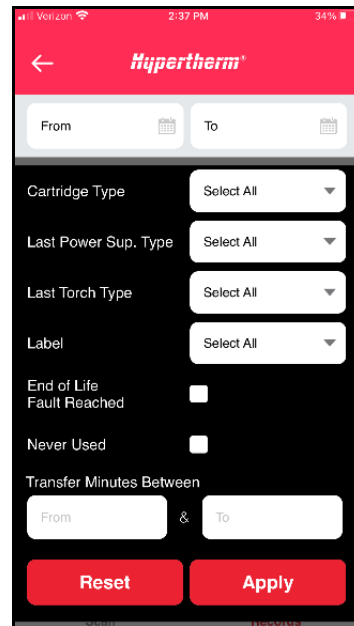 Verizon 2:37 PM 34%
Hypertherm®
From To
Cartridge Type Select All
Last Power Sup. Type Select All
Last Torch Type Select All
Label Select All
End of Life
Fault Reached
Never Used
Transfer Minutes Between
From & To
Reset Apply
Scan Records